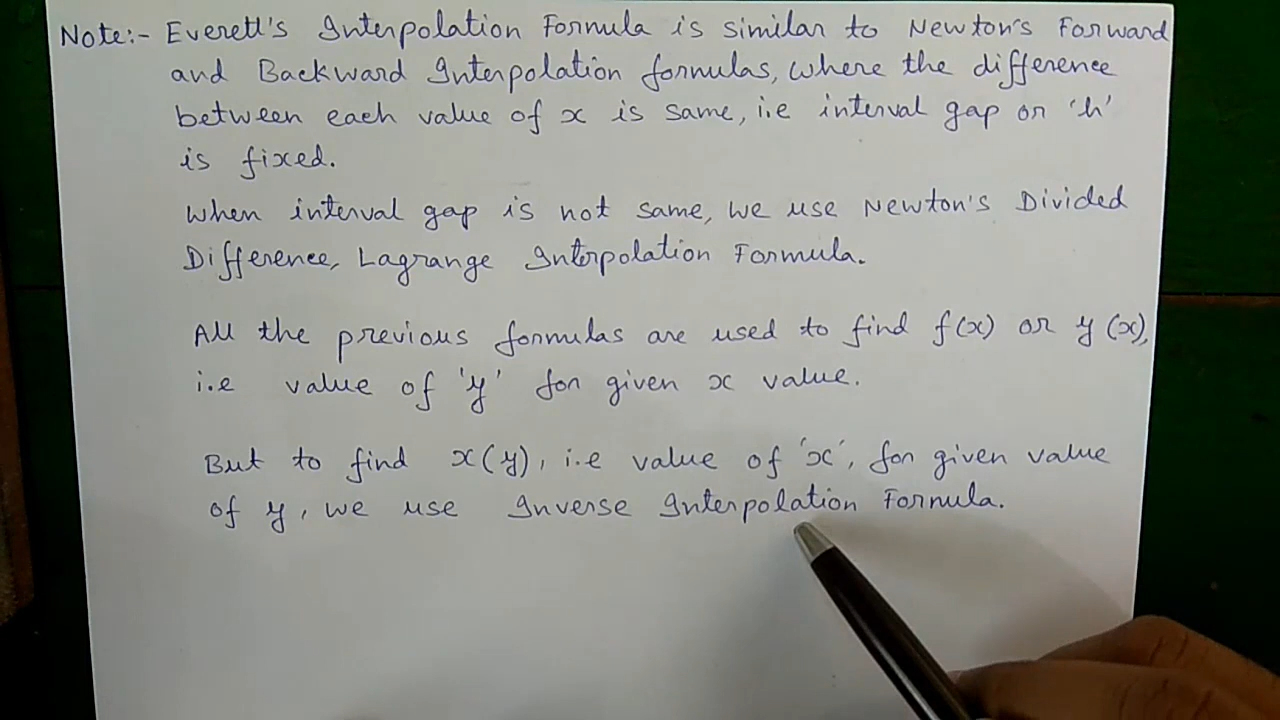 Note:- Everett's Interpolation Formula is similar to Newton's Forward
and Backward Interpolation formulas, where the difference
between each value of x is same, i.e interval gap or 'h'
is fixed.
When interval gap is not same, we use Newton's Divided
Difference, Lagrange Interpolation Formula.
All the previous formulas are used to find f(x) or y(x),
i.e value of 'y' for given x value.
But to find x(y), i.e value of 'x', for given value
of y, we use Inverse Interpolation Formula.